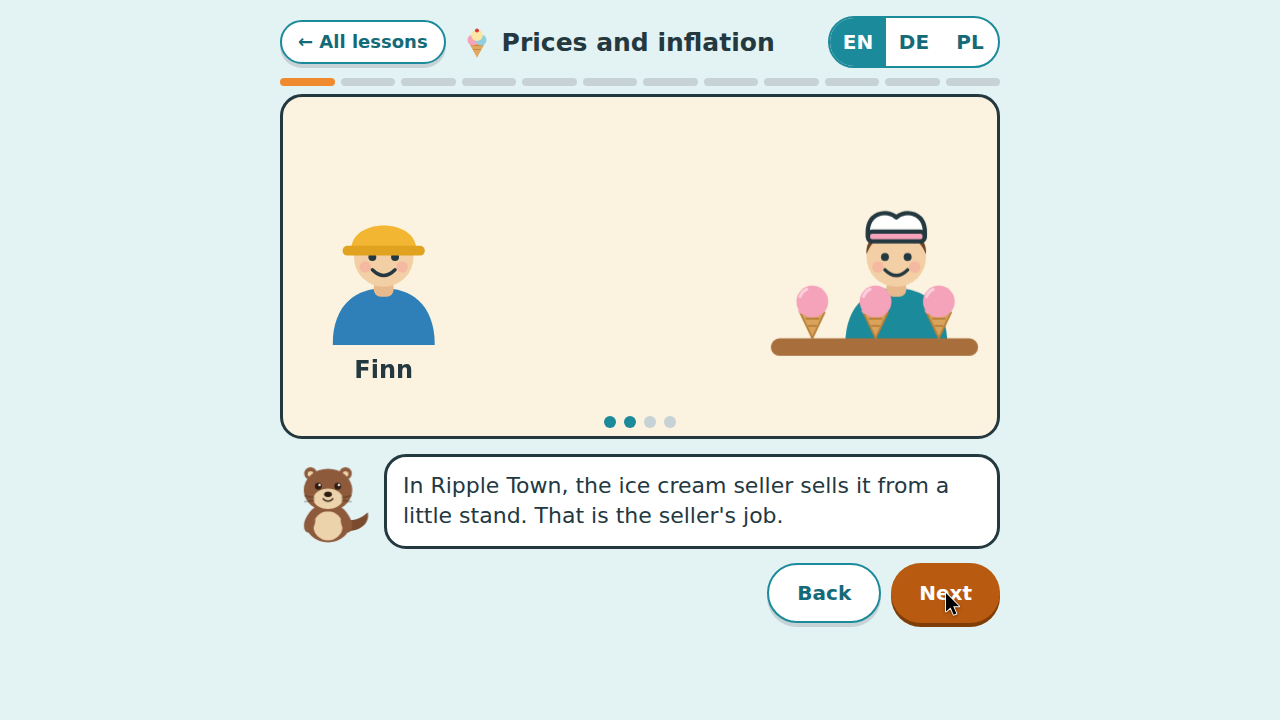 ← All lessons
Prices and inflation
EN DE PL
Finn
In Ripple Town, the ice cream seller sells it from a
little stand. That is the seller's job.
Back
Next